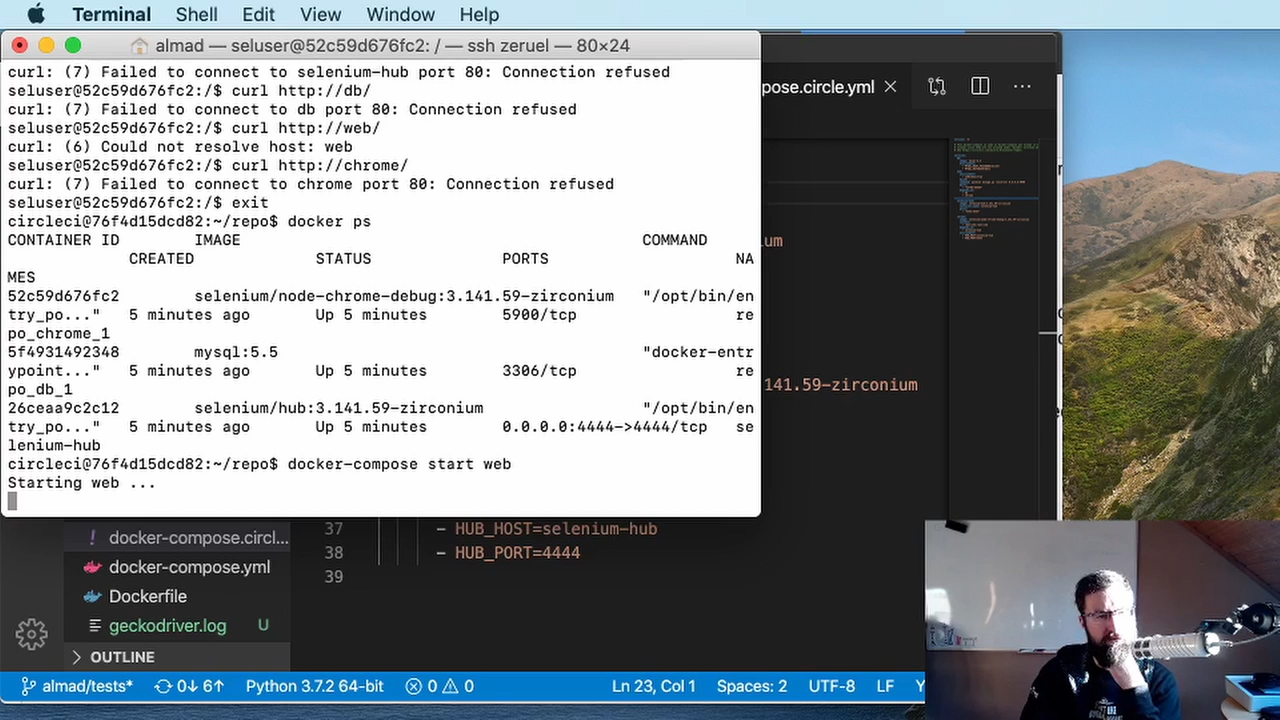 Terminal Shell Edit View Window Help
almad — seluser@52c59d676fc2: / — ssh zeruel — 80×24
curl: (7) Failed to connect to selenium-hub port 80: Connection refused
seluser@52c59d676fc2:/$ curl http://db/
curl: (7) Failed to connect to db port 80: Connection refused
seluser@52c59d676fc2:/$ curl http://web/
curl: (6) Could not resolve host: web
seluser@52c59d676fc2:/$ curl http://chrome/
curl: (7) Failed to connect to chrome port 80: Connection refused
seluser@52c59d676fc2:/$ exit
circleci@76f4d15dcd82:~/repo$ docker ps
CONTAINER ID IMAGE COMMAND
CREATED STATUS PORTS NA
MES
52c59d676fc2 selenium/node-chrome-debug:3.141.59-zirconium "/opt/bin/en
try_po..." 5 minutes ago Up 5 minutes 5900/tcp re
po_chrome_1
5f4931492348 mysql:5.5 "docker-entr
ypoint..." 5 minutes ago Up 5 minutes 3306/tcp re
po_db_1
26ceaa9c2c12 selenium/hub:3.141.59-zirconium "/opt/bin/en
try_po..." 5 minutes ago Up 5 minutes 0.0.0.0:4444->4444/tcp se
lenium-hub
circleci@76f4d15dcd82:~/repo$ docker-compose start web
Starting web ...
pose.circle.yml
um
141.59-zirconium
37 - HUB_HOST=selenium-hub
38 - HUB_PORT=4444
39
! docker-compose.circl...
docker-compose.yml
Dockerfile
geckodriver.log U
OUTLINE
almad/tests* 0↓ 6↑ Python 3.7.2 64-bit 0 0 Ln 23, Col 1 Spaces: 2 UTF-8 LF Y